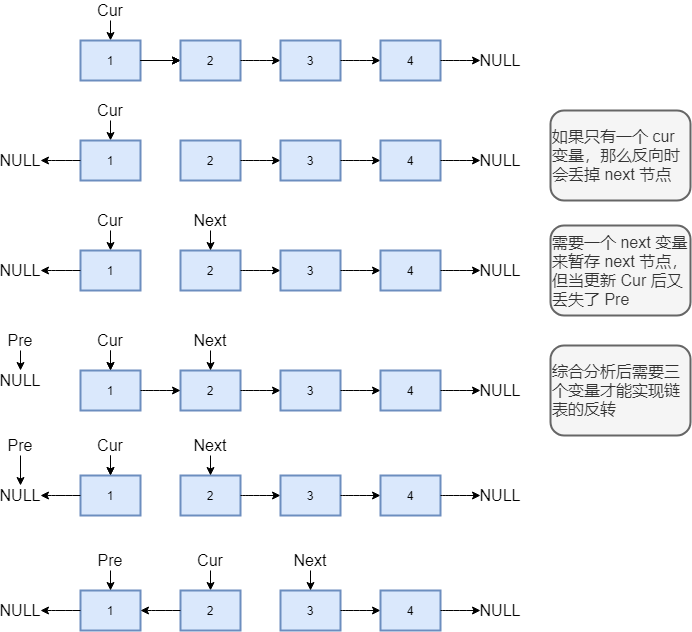 Cur
1 2 3 4 NULL
Cur
NULL 1 2 3 4 NULL
如果只有一个 cur
变量，那么反向时
会丢掉 next 节点
Cur Next
NULL 1 2 3 4 NULL
需要一个 next 变量
来暂存 next 节点，
但当更新 Cur 后又
丢失了 Pre
Pre Cur Next
NULL 1 2 3 4 NULL
综合分析后需要三
个变量才能实现链
表的反转
Pre Cur Next
NULL 1 2 3 4 NULL
Pre Cur Next
NULL 1 2 3 4 NULL